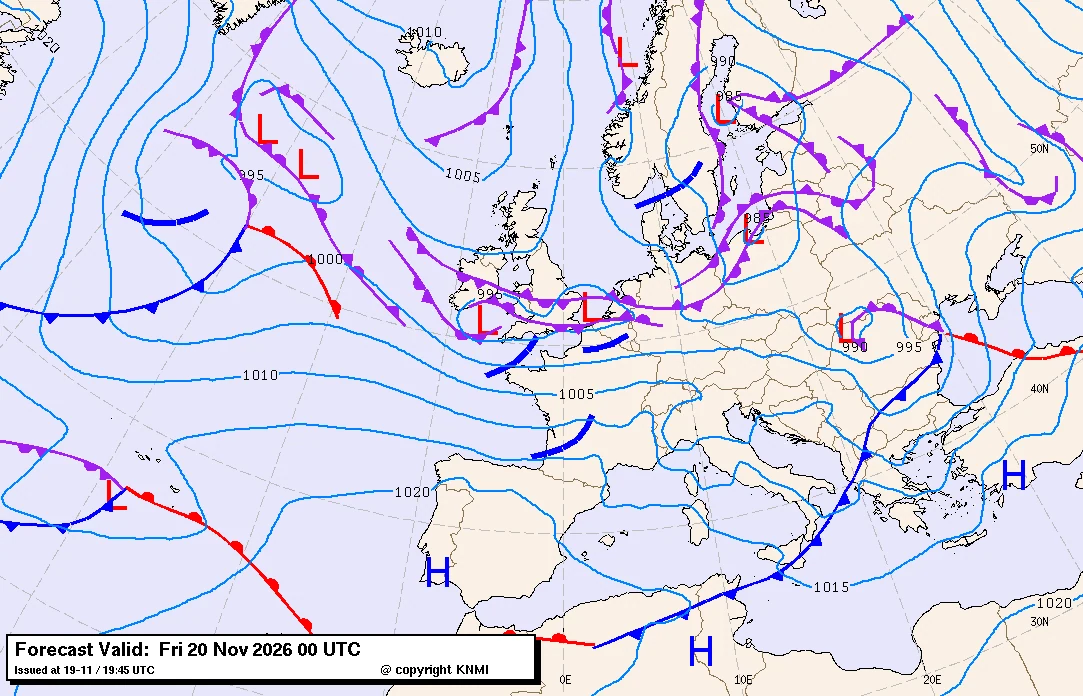 1020
1010
990
L
985
L
L
L
50N
1005
995
985
L
1000
995
L
L
L
990
995
1010
1005
40N
H
L
1020
H
1015
1020
30N
H
Forecast Valid: Fri 20 Nov 2026 00 UTC
Issued at 19-11 / 19:45 UTC
@ copyright KNMI
0E
10E
20E